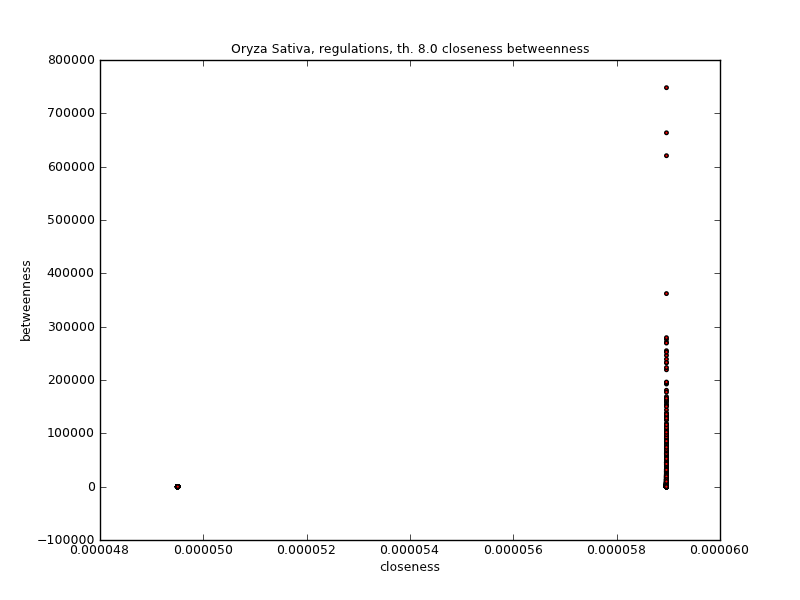 Oryza Sativa, regulations, th. 8.0 closeness betweenness
800000
700000
600000
500000
400000
300000
200000
100000
0
−100000
betweenness
0.000048 0.000050 0.000052 0.000054 0.000056 0.000058 0.000060
closeness